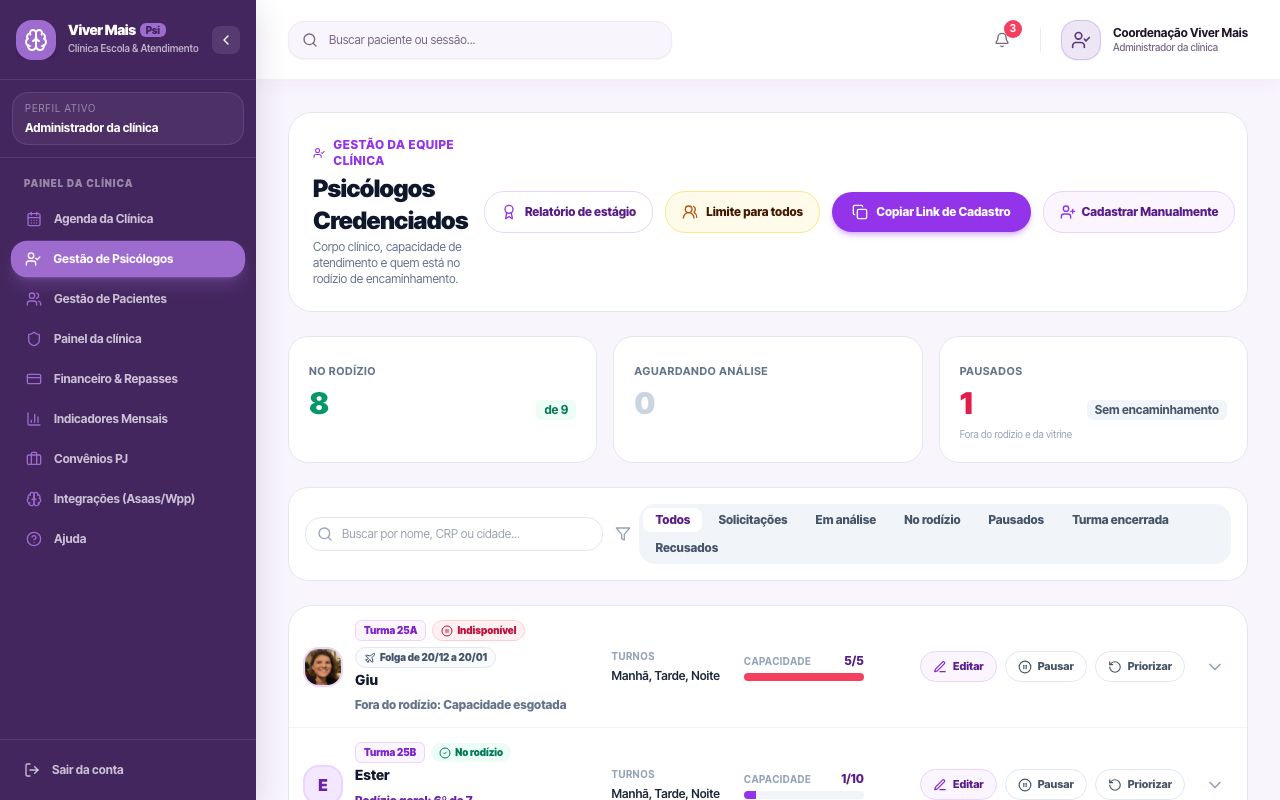 Viver Mais Psi
Clínica Escola & Atendimento
PERFIL ATIVO
Administrador da clínica
PAINEL DA CLÍNICA
Agenda da Clínica
Gestão de Psicólogos
Gestão de Pacientes
Painel da clínica
Financeiro & Repasses
Indicadores Mensais
Convênios PJ
Integrações (Asaas/Wpp)
Ajuda
Sair da conta
Buscar paciente ou sessão...
3
Coordenação Viver Mais
Administrador da clínica
GESTÃO DA EQUIPE
CLÍNICA
Psicólogos
Credenciados
Corpo clínico, capacidade de
atendimento e quem está no
rodízio de encaminhamento.
Relatório de estágio
Limite para todos
Copiar Link de Cadastro
Cadastrar Manualmente
NO RODÍZIO
8
de 9
AGUARDANDO ANÁLISE
0
PAUSADOS
1
Sem encaminhamento
Fora do rodízio e da vitrine
Buscar por nome, CRP ou cidade...
Todos Solicitações Em análise No rodízio Pausados Turma encerrada
Recusados
Turma 25A Indisponível
Folga de 20/12 a 20/01
Giu
Fora do rodízio: Capacidade esgotada
TURNOS
Manhã, Tarde, Noite
CAPACIDADE 5/5
Editar Pausar Priorizar
Turma 25B No rodízio
E
Ester
Rodízio geral: 6º de 7
TURNOS
Manhã, Tarde, Noite
CAPACIDADE 1/10
Editar Pausar Priorizar